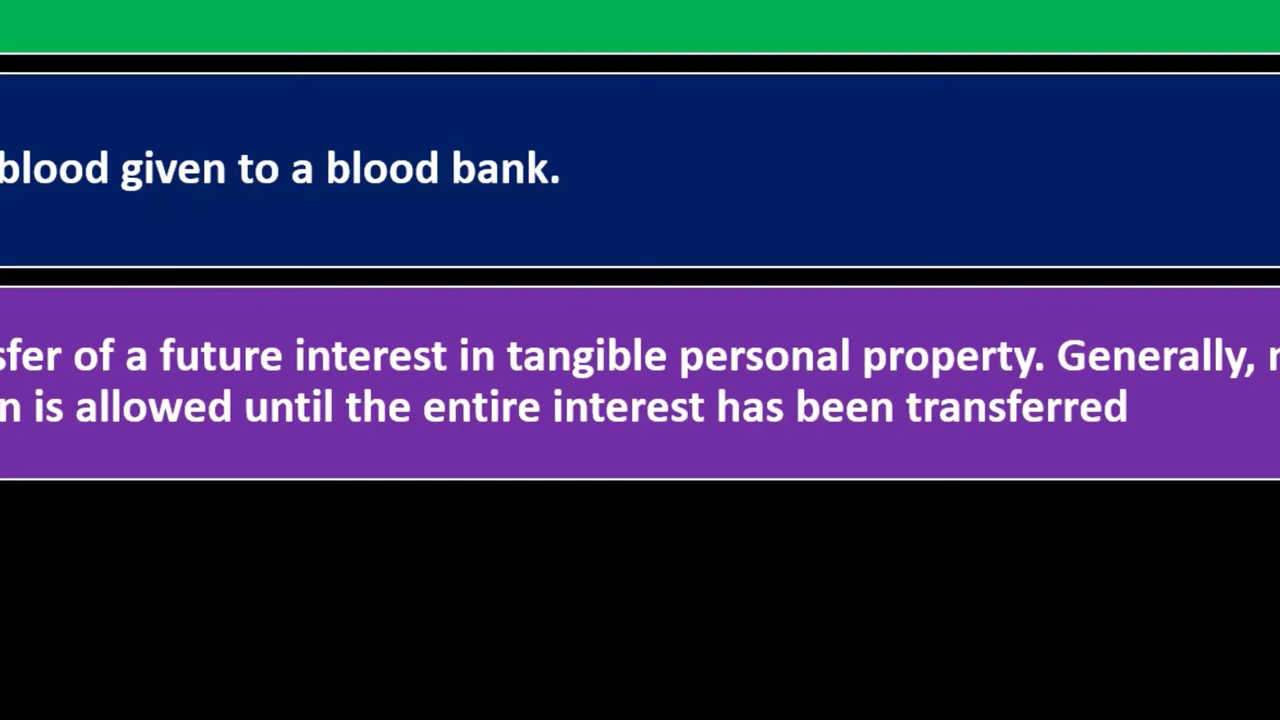 blood given to a blood bank.
of a future interest in tangible personal property. Generally,
is allowed until the entire interest has been transferred